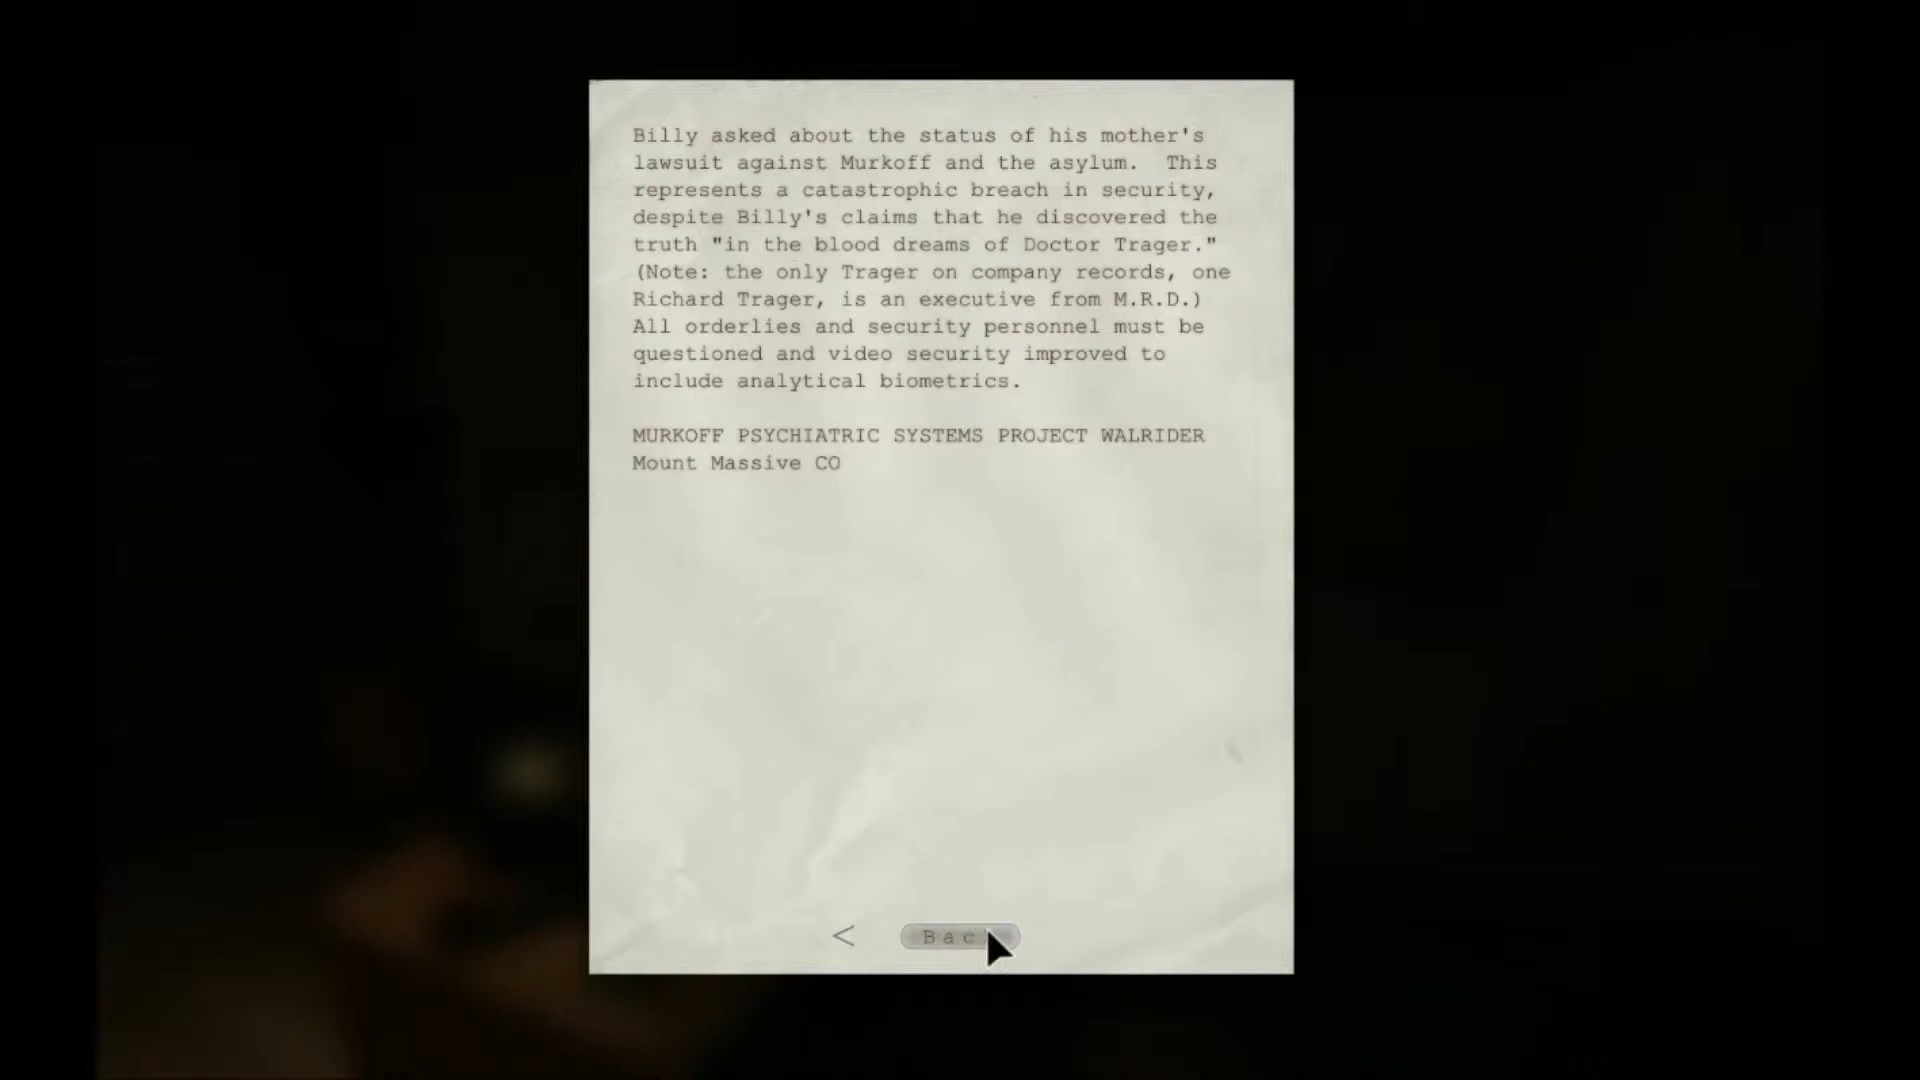 Billy asked about the status of his mother's
lawsuit against Murkoff and the asylum.  This
represents a catastrophic breach in security,
despite Billy's claims that he discovered the
truth "in the blood dreams of Doctor Trager."
(Note: the only Trager on company records, one
Richard Trager, is an executive from M.R.D.)
All orderlies and security personnel must be
questioned and video security improved to
include analytical biometrics.
MURKOFF PSYCHIATRIC SYSTEMS PROJECT WALRIDER
Mount Massive CO
< Bac